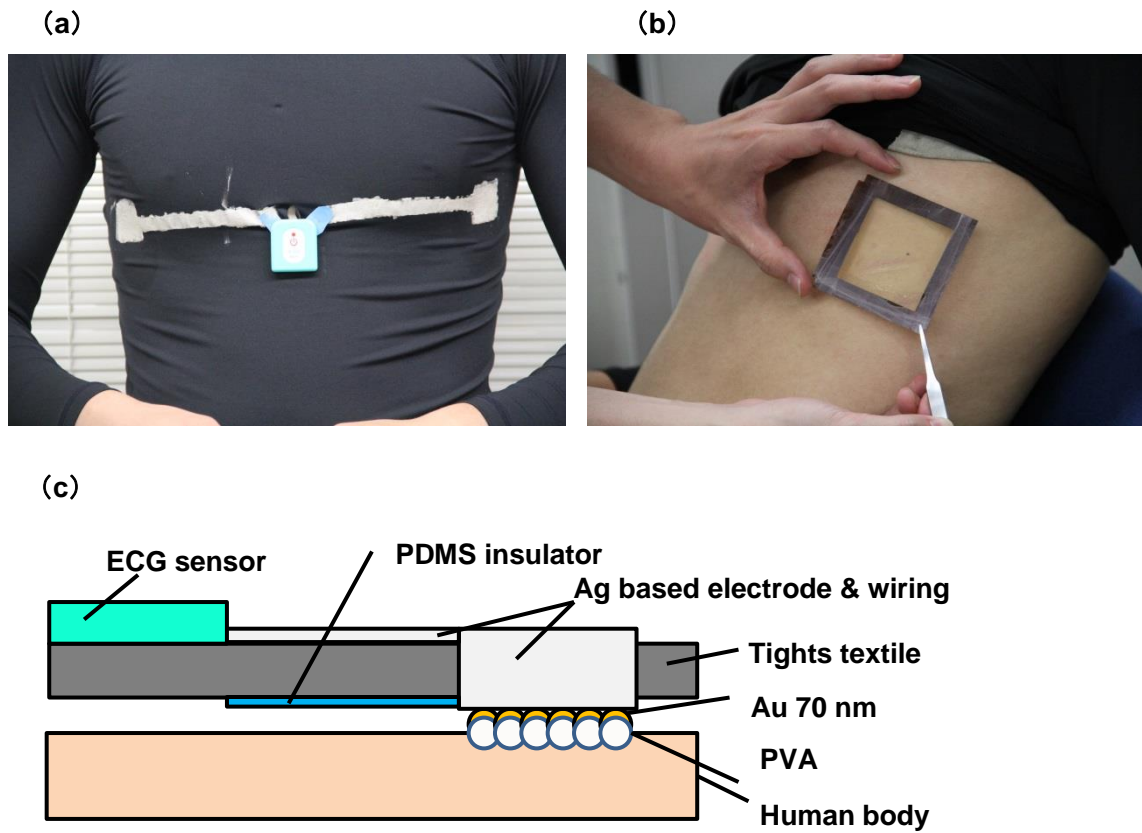 (a)
(b)
(c)
ECG sensor
PDMS insulator
Ag based electrode & wiring
Tights textile
Au 70 nm
PVA
Human body